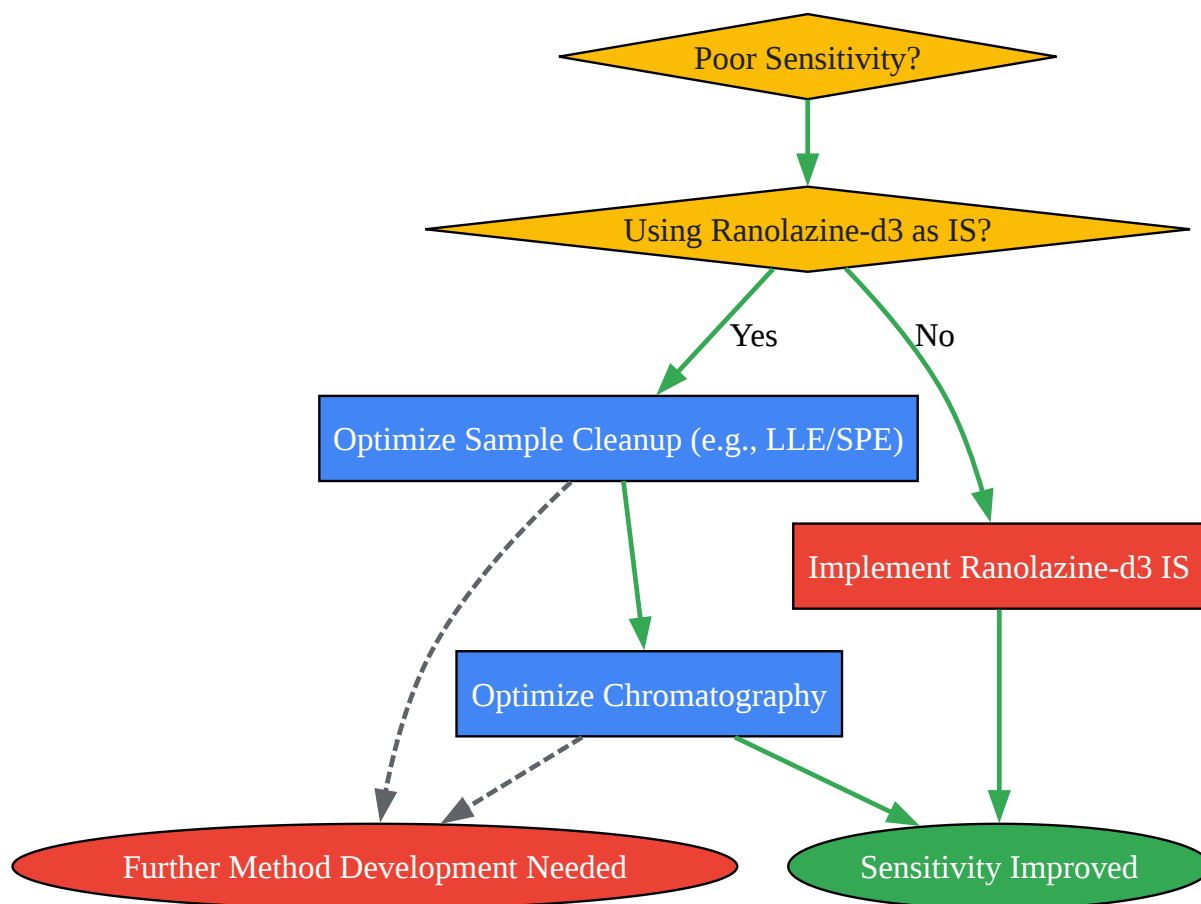 Poor Sensitivity?
Using Ranolazine-d3 as IS?
Yes
No
Optimize Sample Cleanup (e.g., LLE/SPE)
Implement Ranolazine-d3 IS
Optimize Chromatography
Further Method Development Needed
Sensitivity Improved